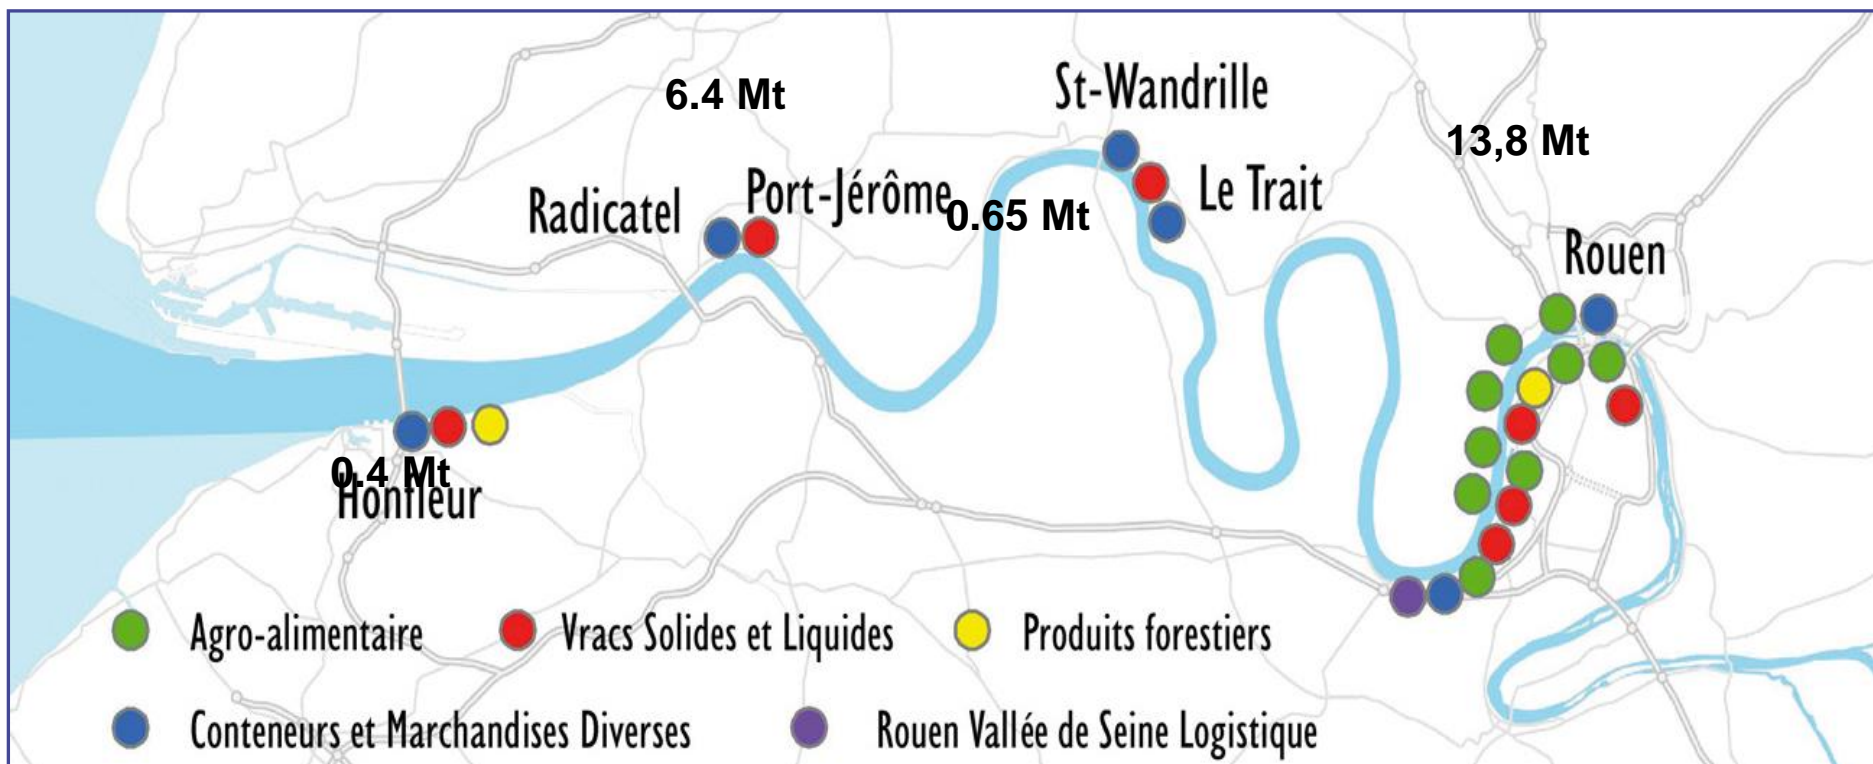 6.4 Mt
St-Wandrille
13,8 Mt
Radicatel
Port-Jérôme
Le Trait
0.65 Mt
Rouen
0.4 Mt
Honfleur
Agro-alimentaire
Vracs Solides et Liquides
Produits forestiers
Conteneurs et Marchandises Diverses
Rouen Vallée de Seine Logistique